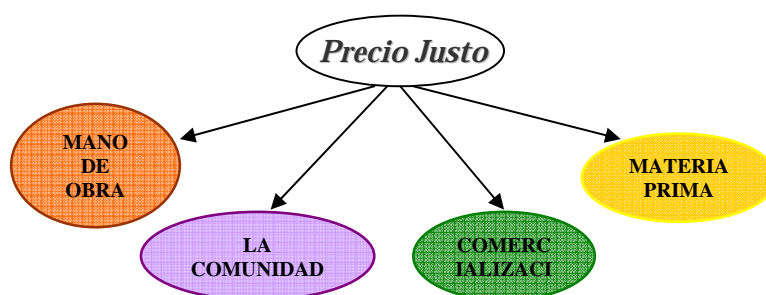 Precio Justo
MANO
DE
OBRA
MATERIA
PRIMA
LA
COMUNIDAD
COMERC
IALIZACI